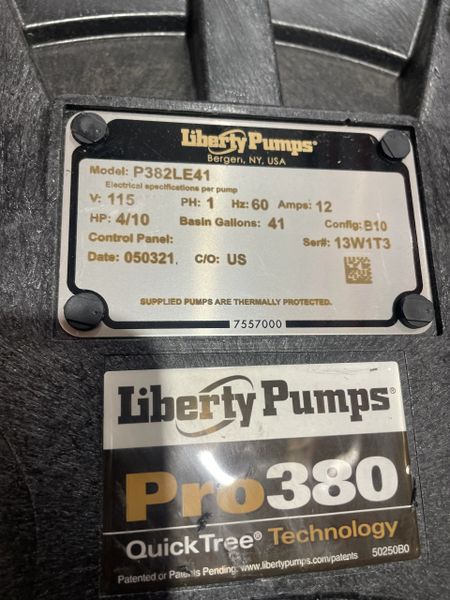 Liberty Pumps®
Bergen, NY, USA
Model: P382LE41
Electrical specifications per pump
V: 115 PH: 1 Hz: 60 Amps: 12
HP: 4/10 Basin Gallons: 41 Config: B10
Control Panel: Ser#: 13W1T3
Date: 050321 C/O: US
SUPPLIED PUMPS ARE THERMALLY PROTECTED.
7557000
Liberty Pumps®
Pro380
QuickTree® Technology
Patented or Patents Pending: www.libertypumps.com/patents 50250B0